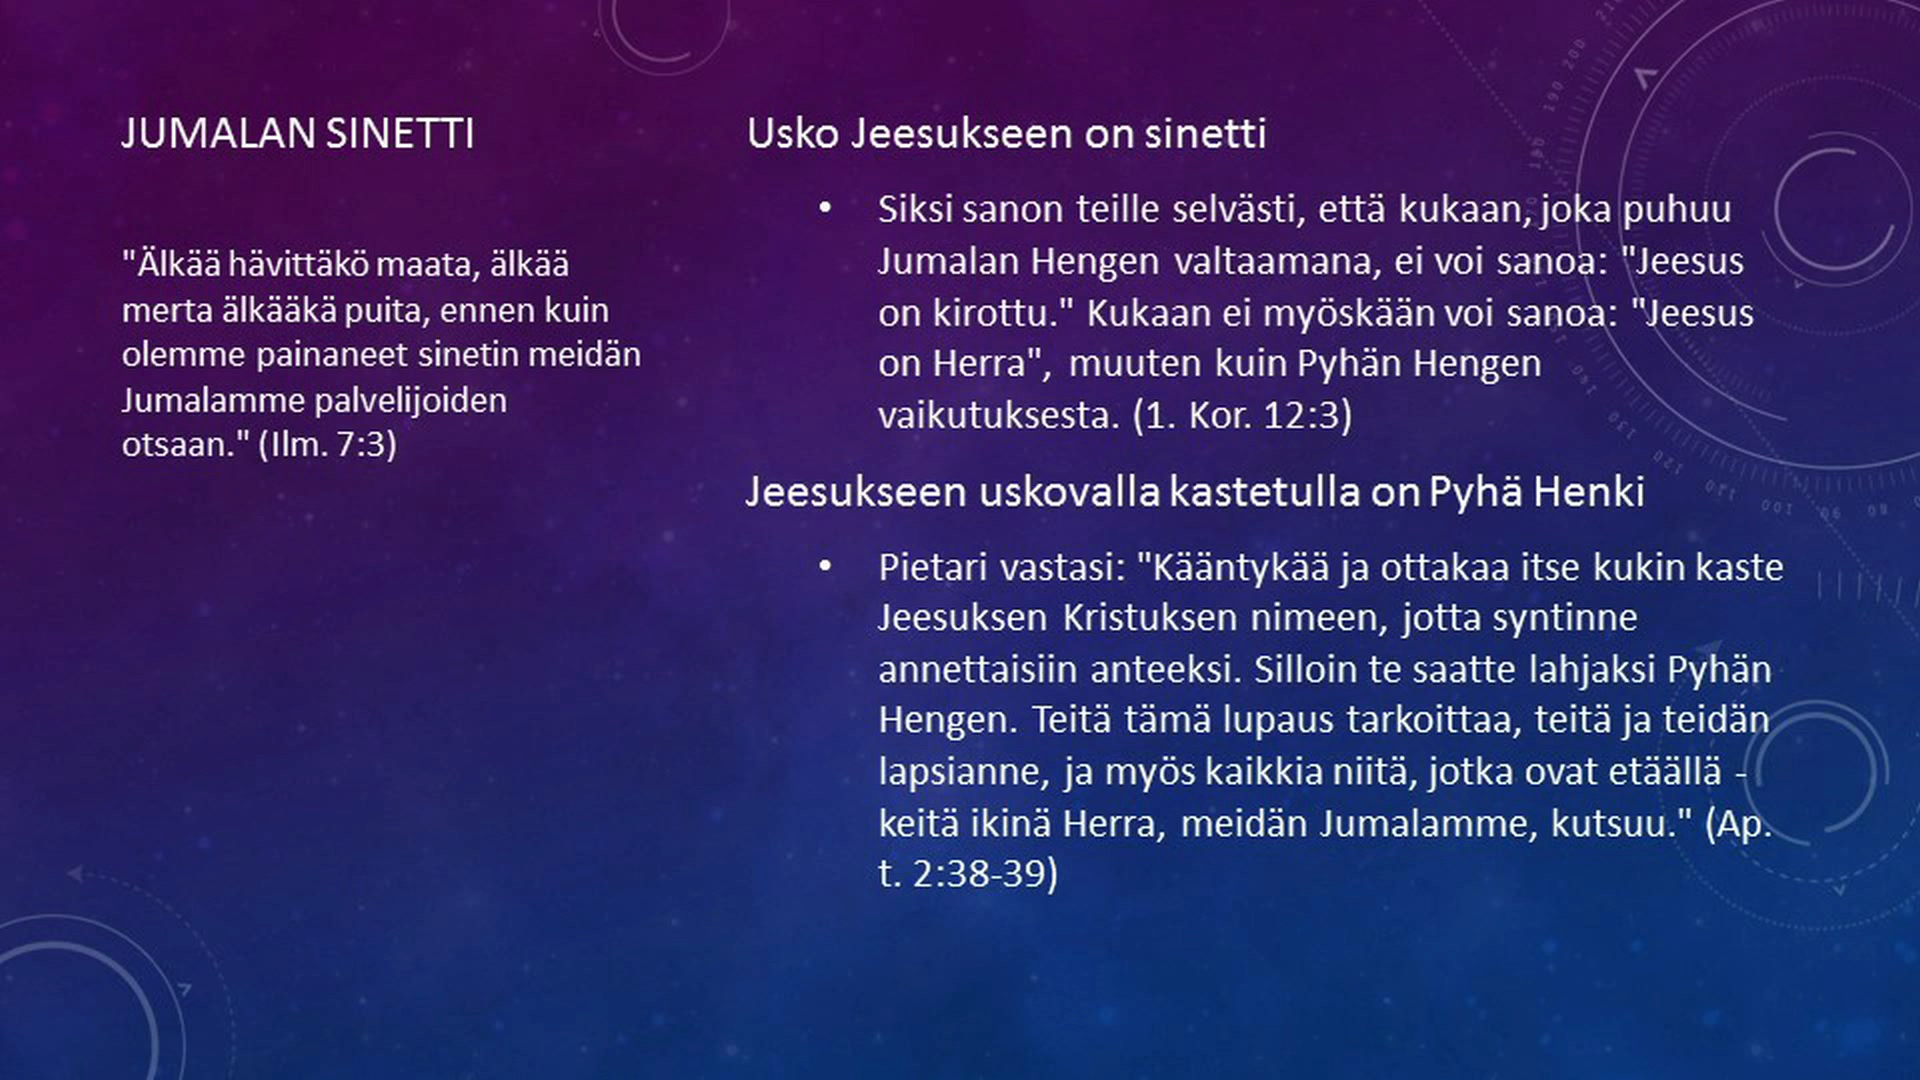 JUMALAN SINETTI
"Älkää hävittäkö maata, älkää
merta älkääkä puita, ennen kuin
olemme painaneet sinetin meidän
Jumalamme palvelijoiden
otsaan." (Ilm. 7:3)
Usko Jeesukseen on sinetti
• Siksi sanon teille selvästi, että kukaan, joka puhuu
Jumalan Hengen valtaamana, ei voi sanoa: "Jeesus
on kirottu." Kukaan ei myöskään voi sanoa: "Jeesus
on Herra", muuten kuin Pyhän Hengen
vaikutuksesta. (1. Kor. 12:3)
Jeesukseen uskovalla kastetulla on Pyhä Henki
• Pietari vastasi: "Kääntykää ja ottakaa itse kukin kaste
Jeesuksen Kristuksen nimeen, jotta syntinne
annettaisiin anteeksi. Silloin te saatte lahjaksi Pyhän
Hengen. Teitä tämä lupaus tarkoittaa, teitä ja teidän
lapsianne, ja myös kaikkia niitä, jotka ovat etäällä -
keitä ikinä Herra, meidän Jumalamme, kutsuu." (Ap.
t. 2:38-39)